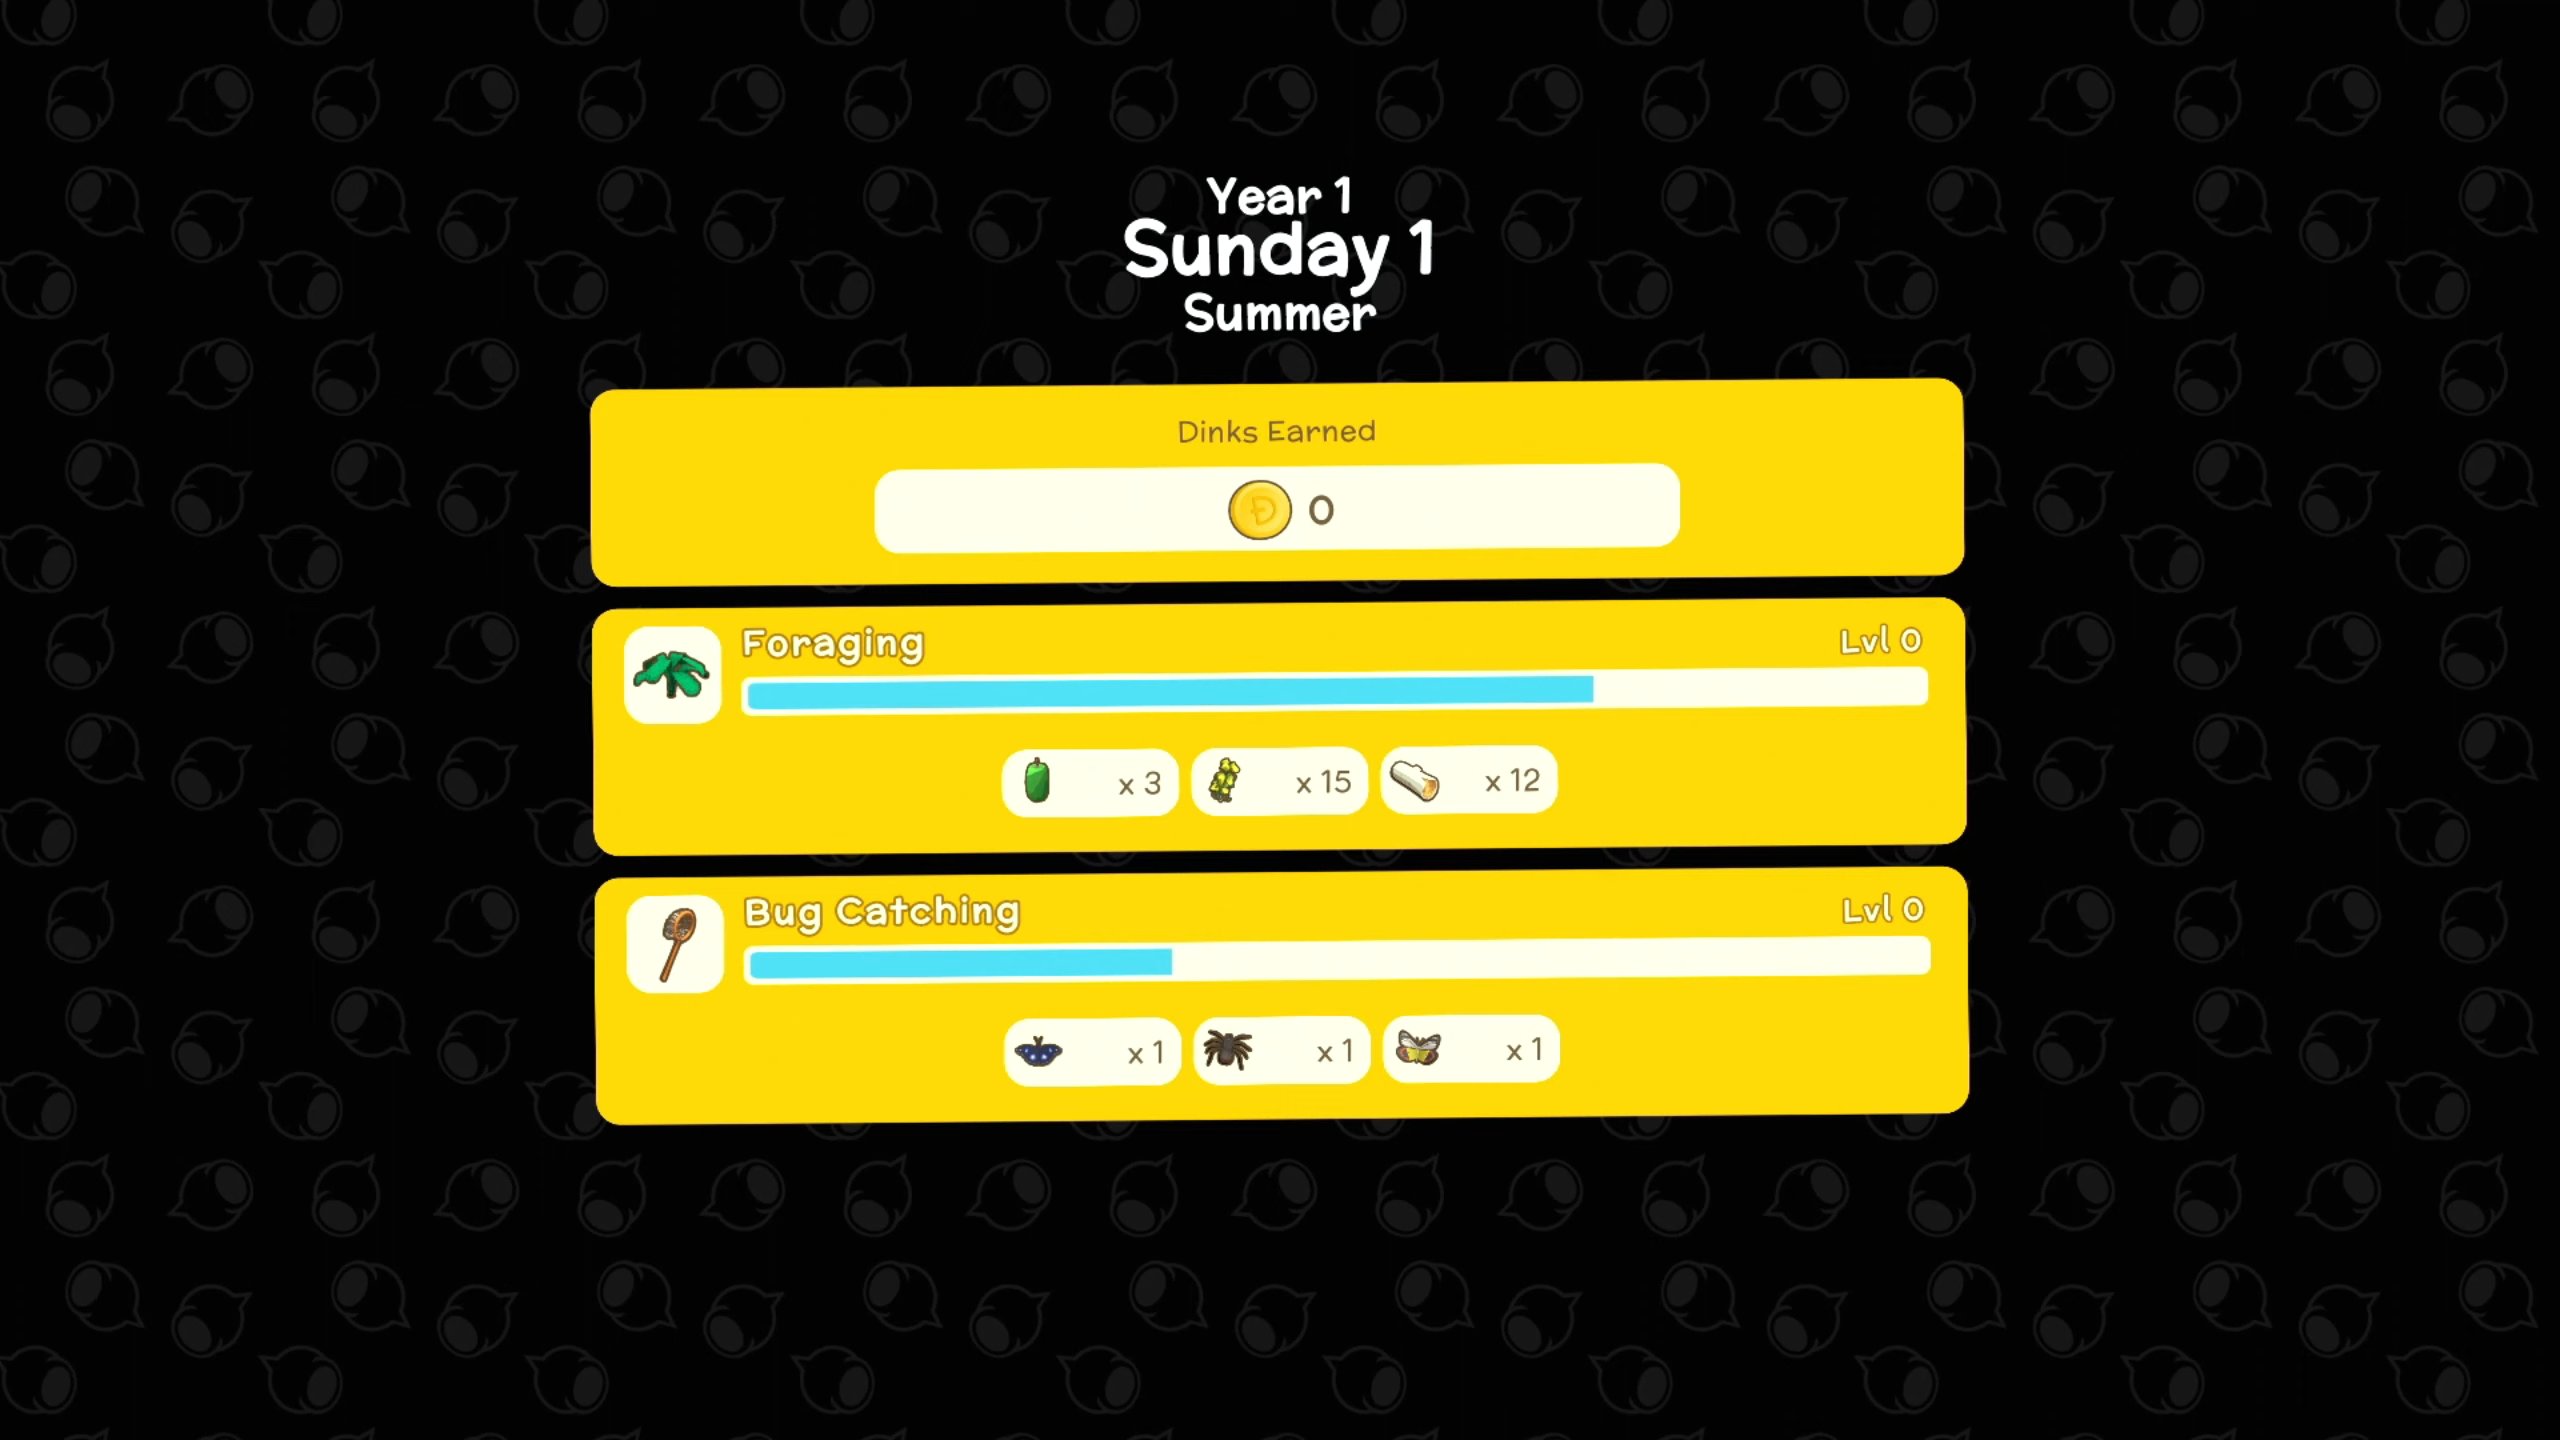 Year 1
Sunday 1
Summer
Dinks Earned
0
Foraging
Lvl 0
x 3
x 15
x 12
Bug Catching
Lvl 0
x 1
x 1
x 1